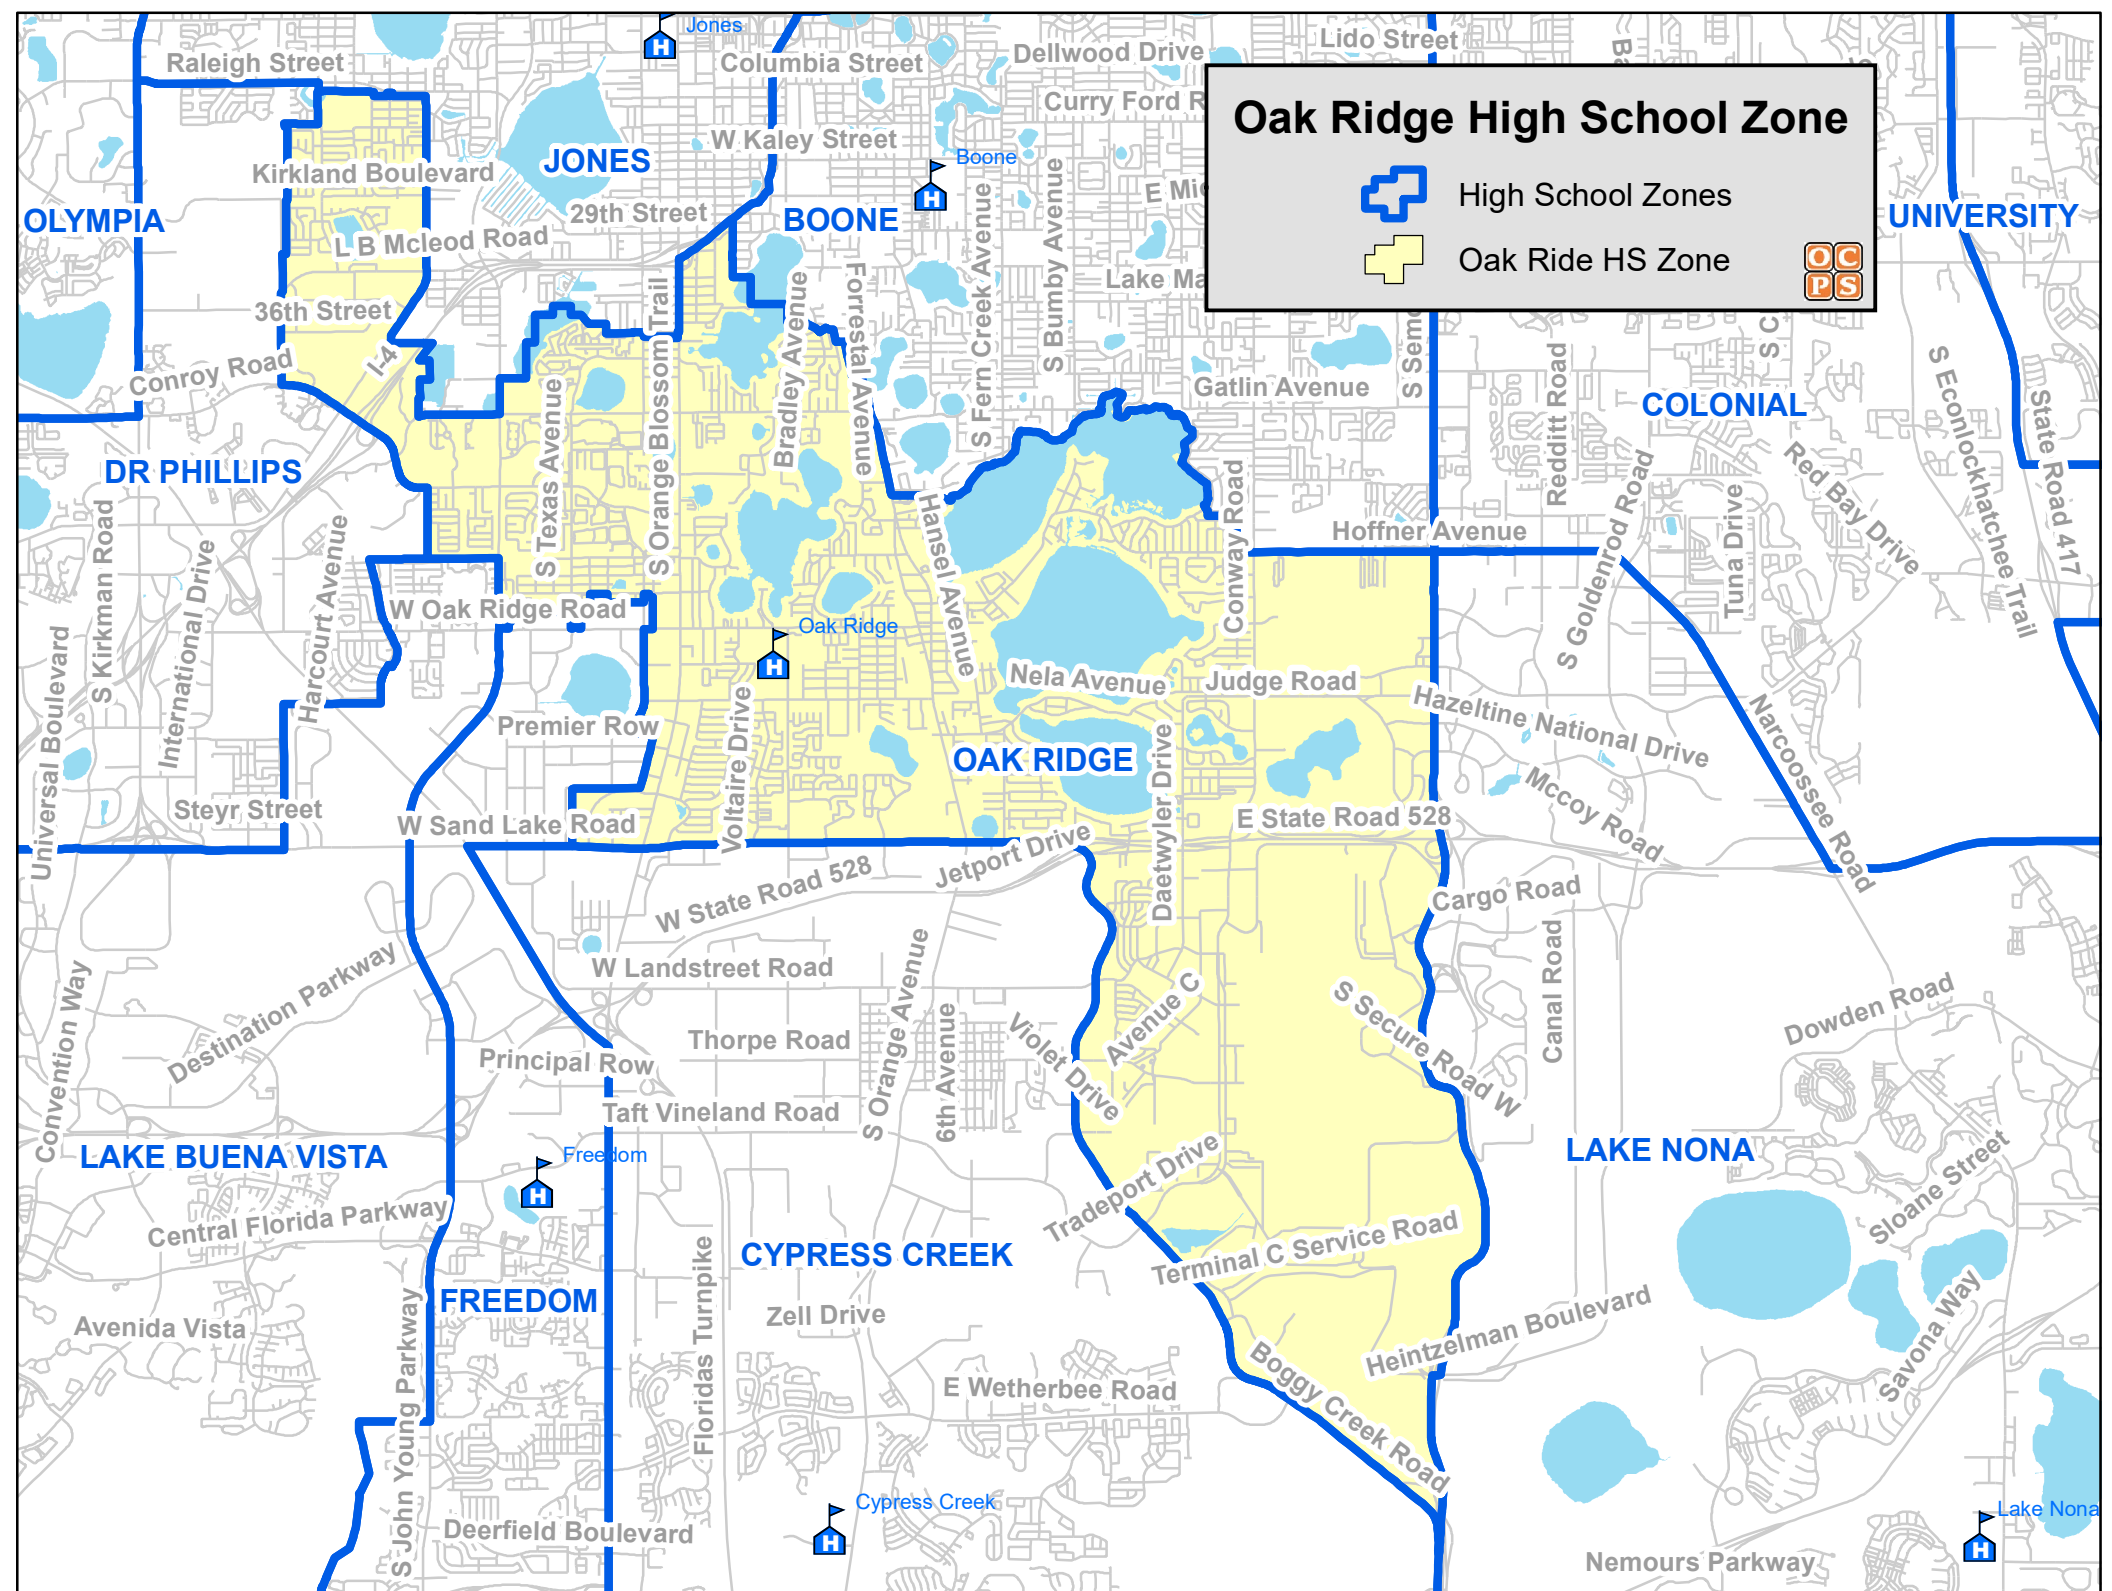 Jones
Lido Street
Raleigh Street
Columbia Street
Dellwood Drive
Curry Ford R
Oak Ridge High School Zone
W Kaley Street
JONES
Boone
Kirkland Boulevard
E Mic
High School Zones
OLYMPIA
29th Street
BOONE
UNIVERSITY
L B Mcleod Road
Oak Ride HS Zone
O C
P S
Lake Ma
36th Street
S Orange Blossom Trail
Bradley Avenue
Forrestal Avenue
S Fern Creek Avenue
S Bumby Avenue
S Seme
S C
I-4
Conroy Road
Gatlin Avenue
COLONIAL
Redditt Road
S Econlockhatchee Trail
State Road 417
DR PHILLIPS
S Texas Avenue
S Goldenrod Road
Red Bay Drive
Tuna Drive
Hoffner Avenue
Conway Road
Hansel Avenue
S Kirkman Road
International Drive
Harcourt Avenue
W Oak Ridge Road
Oak Ridge
Universal Boulevard
Nela Avenue
Judge Road
Hazeltine National Drive
Premier Row
Voltaire Drive
OAK RIDGE
Daetwyler Drive
Narcoossee Road
Mccoy Road
Steyr Street
W Sand Lake Road
E State Road 528
Jetport Drive
W State Road 528
Cargo Road
W Landstreet Road
Convention Way
Destination Parkway
S Orange Avenue
6th Avenue
Avenue C
S Secure Road W
Canal Road
Dowden Road
Thorpe Road
Violet Drive
Principal Row
Taft Vineland Road
LAKE BUENA VISTA
Freedom
Tradeport Drive
LAKE NONA
Sloane Street
Central Florida Parkway
CYPRESS CREEK
Terminal C Service Road
FREEDOM
Floridas Turnpike
Zell Drive
Avenida Vista
S John Young Parkway
Heintzelman Boulevard
Savona Way
E Wetherbee Road
Boggy Creek Road
Cypress Creek
Lake Nona
Deerfield Boulevard
Nemours Parkway